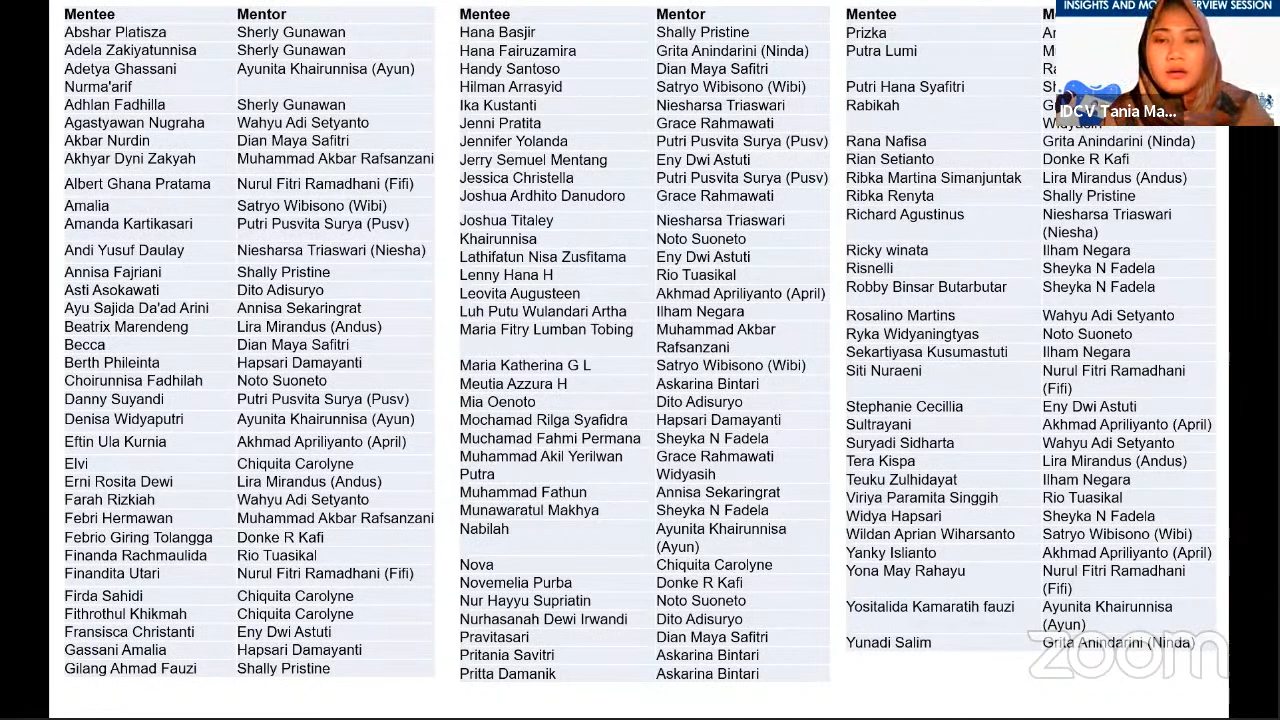 Mentee Mentor
Abshar Platisza Sherly Gunawan
Adela Zakiyatunnisa Sherly Gunawan
Adetya Ghassani Ayunita Khairunnisa (Ayun)
Nurma'arif
Adhlan Fadhilla Sherly Gunawan
Agastyawan Nugraha Wahyu Adi Setyanto
Akbar Nurdin Dian Maya Safitri
Akhyar Dyni Zakyah Muhammad Akbar Rafsanzani
Albert Ghana Pratama Nurul Fitri Ramadhani (Fifi)
Amalia Satryo Wibisono (Wibi)
Amanda Kartikasari Putri Pusvita Surya (Pusv)
Andi Yusuf Daulay Niesharsa Triaswari (Niesha)
Annisa Fajriani Shally Pristine
Asti Asokawati Dito Adisuryo
Ayu Sajida Da'ad Arini Annisa Sekaringrat
Beatrix Marendeng Lira Mirandus (Andus)
Becca Dian Maya Safitri
Berth Phileinta Hapsari Damayanti
Choirunnisa Fadhilah Noto Suoneto
Danny Suyandi Putri Pusvita Surya (Pusv)
Denisa Widyaputri Ayunita Khairunnisa (Ayun)
Eftin Ula Kurnia Akhmad Apriliyanto (April)
Elvi Chiquita Carolyne
Erni Rosita Dewi Lira Mirandus (Andus)
Farah Rizkiah Wahyu Adi Setyanto
Febri Hermawan Muhammad Akbar Rafsanzani
Febrio Giring Tolangga Donke R Kafi
Finanda Rachmaulida Rio Tuasikal
Finandita Utari Nurul Fitri Ramadhani (Fifi)
Firda Sahidi Chiquita Carolyne
Fithrothul Khikmah Chiquita Carolyne
Fransisca Christanti Eny Dwi Astuti
Gassani Amalia Hapsari Damayanti
Gilang Ahmad Fauzi Shally Pristine
Mentee Mentor
Hana Basjir Shally Pristine
Hana Fairuzamira Grita Anindarini (Ninda)
Handy Santoso Dian Maya Safitri
Hilman Arrasyid Satryo Wibisono (Wibi)
Ika Kustanti Niesharsa Triaswari
Jenni Pratita Grace Rahmawati
Jennifer Yolanda Putri Pusvita Surya (Pusv)
Jerry Semuel Mentang Eny Dwi Astuti
Jessica Christella Putri Pusvita Surya (Pusv)
Joshua Ardhito Danudoro Grace Rahmawati
Joshua Titaley Niesharsa Triaswari
Khairunnisa Noto Suoneto
Lathifatun Nisa Zusfitama Eny Dwi Astuti
Lenny Hana H Rio Tuasikal
Leovita Augusteen Akhmad Apriliyanto (April)
Luh Putu Wulandari Artha Ilham Negara
Maria Fitry Lumban Tobing Muhammad Akbar
Rafsanzani
Maria Katherina G L Satryo Wibisono (Wibi)
Meutia Azzura H Askarina Bintari
Mia Oenoto Dito Adisuryo
Mochamad Rilga Syafidra Hapsari Damayanti
Muchamad Fahmi Permana Sheyka N Fadela
Muhammad Akil Yerilwan Grace Rahmawati
Putra Widyasih
Muhammad Fathun Annisa Sekaringrat
Munawaratul Makhya Sheyka N Fadela
Nabilah Ayunita Khairunnisa
(Ayun)
Nova Chiquita Carolyne
Novemelia Purba Donke R Kafi
Nur Hayyu Supriatin Noto Suoneto
Nurhasanah Dewi Irwandi Dito Adisuryo
Pravitasari Dian Maya Safitri
Pritania Savitri Askarina Bintari
Pritta Damanik Askarina Bintari
Mentee
Prizka
Putra Lumi
Putri Hana Syafitri
Rabikah
Rana Nafisa Grita Anindarini (Ninda)
Rian Setianto Donke R Kafi
Ribka Martina Simanjuntak Lira Mirandus (Andus)
Ribka Renyta Shally Pristine
Richard Agustinus Niesharsa Triaswari
(Niesha)
Ricky winata Ilham Negara
Risnelli Sheyka N Fadela
Robby Binsar Butarbutar Sheyka N Fadela
Rosalino Martins Wahyu Adi Setyanto
Ryka Widyaningtyas Noto Suoneto
Sekartiyasa Kusumastuti Ilham Negara
Siti Nuraeni Nurul Fitri Ramadhani
(Fifi)
Stephanie Cecillia Eny Dwi Astuti
Sultrayani Akhmad Apriliyanto (April)
Suryadi Sidharta Wahyu Adi Setyanto
Tera Kispa Lira Mirandus (Andus)
Teuku Zulhidayat Ilham Negara
Viriya Paramita Singgih Rio Tuasikal
Widya Hapsari Sheyka N Fadela
Wildan Aprian Wiharsanto Satryo Wibisono (Wibi)
Yanky Islianto Akhmad Apriliyanto (April)
Yona May Rahayu Nurul Fitri Ramadhani
(Fifi)
Yositalida Kamaratih fauzi Ayunita Khairunnisa
(Ayun)
Yunadi Salim Grita Anindarini (Ninda)
INSIGHTS AND SESSION
IDCV Tania Ma...
zoom